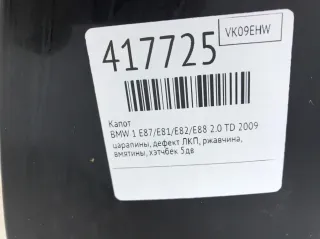 417725
VK09EHW
Капот
BMW 1 E87/E81/E82/E88 2.0 TD 2009
царапины, дефект ЛКП, ржавчина,
вмятины, хэтчбек 5дв